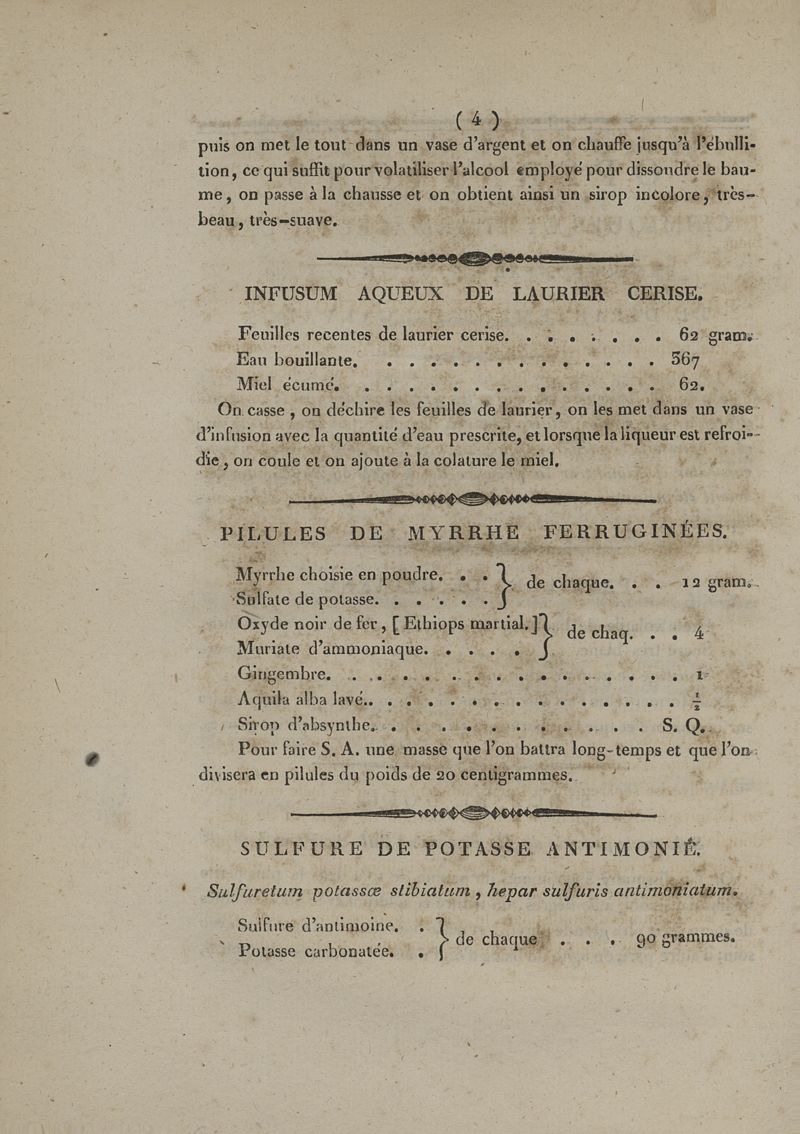 ( 4 )
puis on met le tout dans un vase d'argent et on chauffe jusqu'à l'ébulli-
tion, ce qui suffit pour volatiliser l'alcool employé pour dissoudre le bau-
me, on passe à la chausse et on obtient ainsi un sirop incolore, très-
beau, très-suave.
INFUSUM AQUEUX DE LAURIER CERISE.
Feuilles recentes de laurier cerise. . . . . . . . 62 gram.
Eau bouillante. . . . . . . . . . . . . . 367
Miel écumé. . . . . . . . . . . . . . . 62.
On casse, on déchire les feuilles de laurier, on les met dans un vase
d'infusion avec la quantité d'eau prescrite, et lorsque la liqueur est refroi-
die, on coule et on ajoute à la colature le miel.
PILULES DE MYRRHE FERRUGINÉES.
Myrrhe choisie en poudre. . . } de chaque. . . 12 gram.
Sulfate de potasse. . . . . . }
Oxyde noir de fer, [Ethiops martial.] } de chaq. . . 4
Muriate d'ammoniaque. . . . . }
Gingembre. . . . . . . . . . . . . . . . . 1
Aquila alba lavé. . . . . . . . . . . . . . . ½
Sirop d'absynthe. . . . . . . . . . . . . S. Q.
Pour faire S. A. une masse que l'on battra long-temps et que l'on
divisera en pilules du poids de 20 centigrammes.
SULFURE DE POTASSE ANTIMONIÉ.
Sulfuretum potassœ stibiatum, hepar sulfuris antimoniatum.
Sulfure d'antimoine. . } de chaque . . . 90 grammes.
Potasse carbonatée. . }